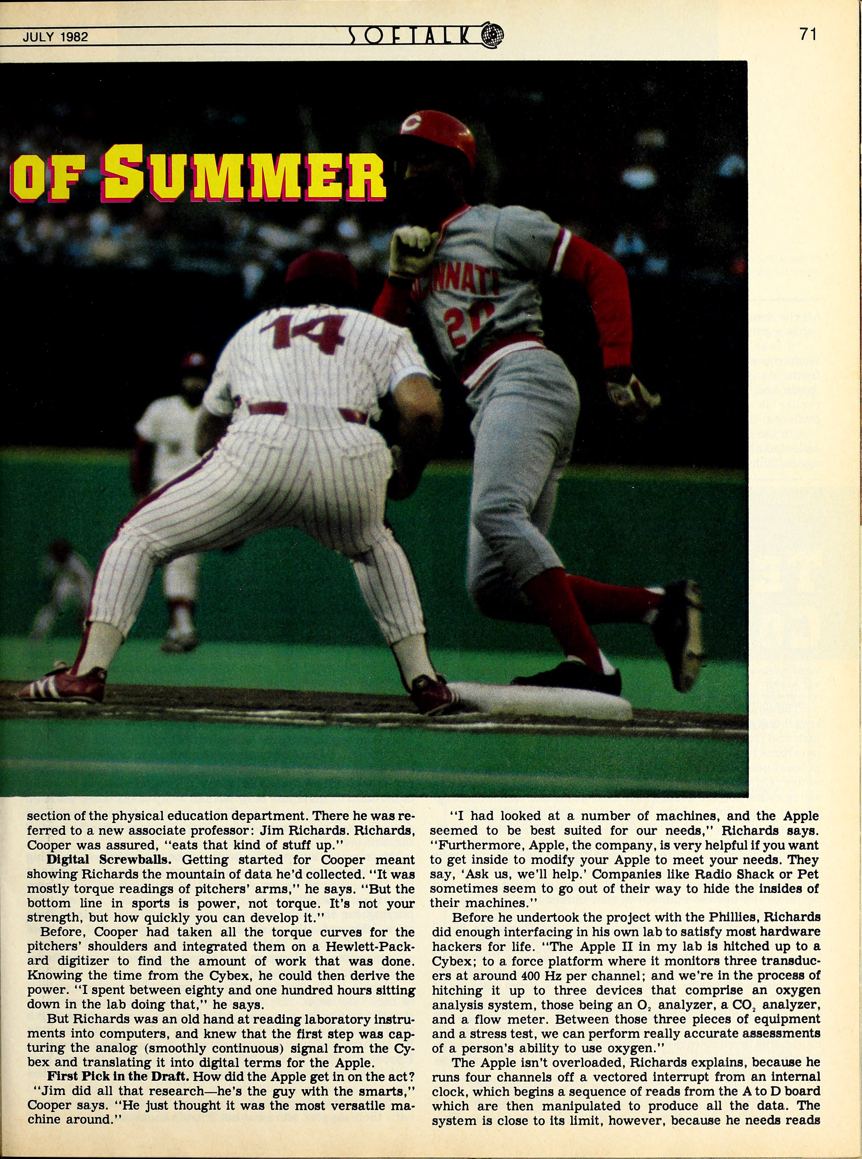 JULY 1982
SOFTALK
71
OF SUMMER
C
CINNATI
20
14
section of the physical education department. There he was re-
ferred to a new associate professor: Jim Richards. Richards,
Cooper was assured, “eats that kind of stuff up.”
Digital Screwballs. Getting started for Cooper meant
showing Richards the mountain of data he’d collected. “It was
mostly torque readings of pitchers’ arms,” he says. “But the
bottom line in sports is power, not torque. It’s not your
strength, but how quickly you can develop it.”
Before, Cooper had taken all the torque curves for the
pitchers’ shoulders and integrated them on a Hewlett-Pack-
ard digitizer to find the amount of work that was done.
Knowing the time from the Cybex, he could then derive the
power. “I spent between eighty and one hundred hours sitting
down in the lab doing that,” he says.
But Richards was an old hand at reading laboratory instru-
ments into computers, and knew that the first step was cap-
turing the analog (smoothly continuous) signal from the Cy-
bex and translating it into digital terms for the Apple.
First Pick in the Draft. How did the Apple get in on the act?
“Jim did all that research—he’s the guy with the smarts,”
Cooper says. “He just thought it was the most versatile ma-
chine around.”
“I had looked at a number of machines, and the Apple
seemed to be best suited for our needs,” Richards says.
“Furthermore, Apple, the company, is very helpful if you want
to get inside to modify your Apple to meet your needs. They
say, ‘Ask us, we’ll help.’ Companies like Radio Shack or Pet
sometimes seem to go out of their way to hide the insides of
their machines.”
Before he undertook the project with the Phillies, Richards
did enough interfacing in his own lab to satisfy most hardware
hackers for life. “The Apple II in my lab is hitched up to a
Cybex; to a force platform where it monitors three transduc-
ers at around 400 Hz per channel; and we’re in the process of
hitching it up to three devices that comprise an oxygen
analysis system, those being an O₂ analyzer, a CO₂ analyzer,
and a flow meter. Between those three pieces of equipment
and a stress test, we can perform really accurate assessments
of a person’s ability to use oxygen.”
The Apple isn’t overloaded, Richards explains, because he
runs four channels off a vectored interrupt from an internal
clock, which begins a sequence of reads from the A to D board
which are then manipulated to produce all the data. The
system is close to its limit, however, because he needs reads